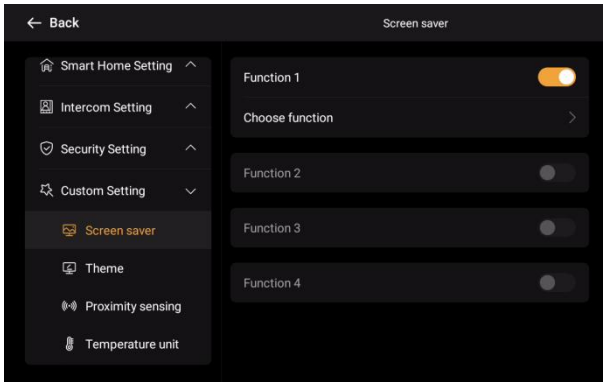 Back
Screen saver
Smart Home Setting
Intercom Setting
Security Setting
Custom Setting
Screen saver
Theme
Proximity sensing
Temperature unit
Function 1
Choose function
Function 2
Function 3
Function 4